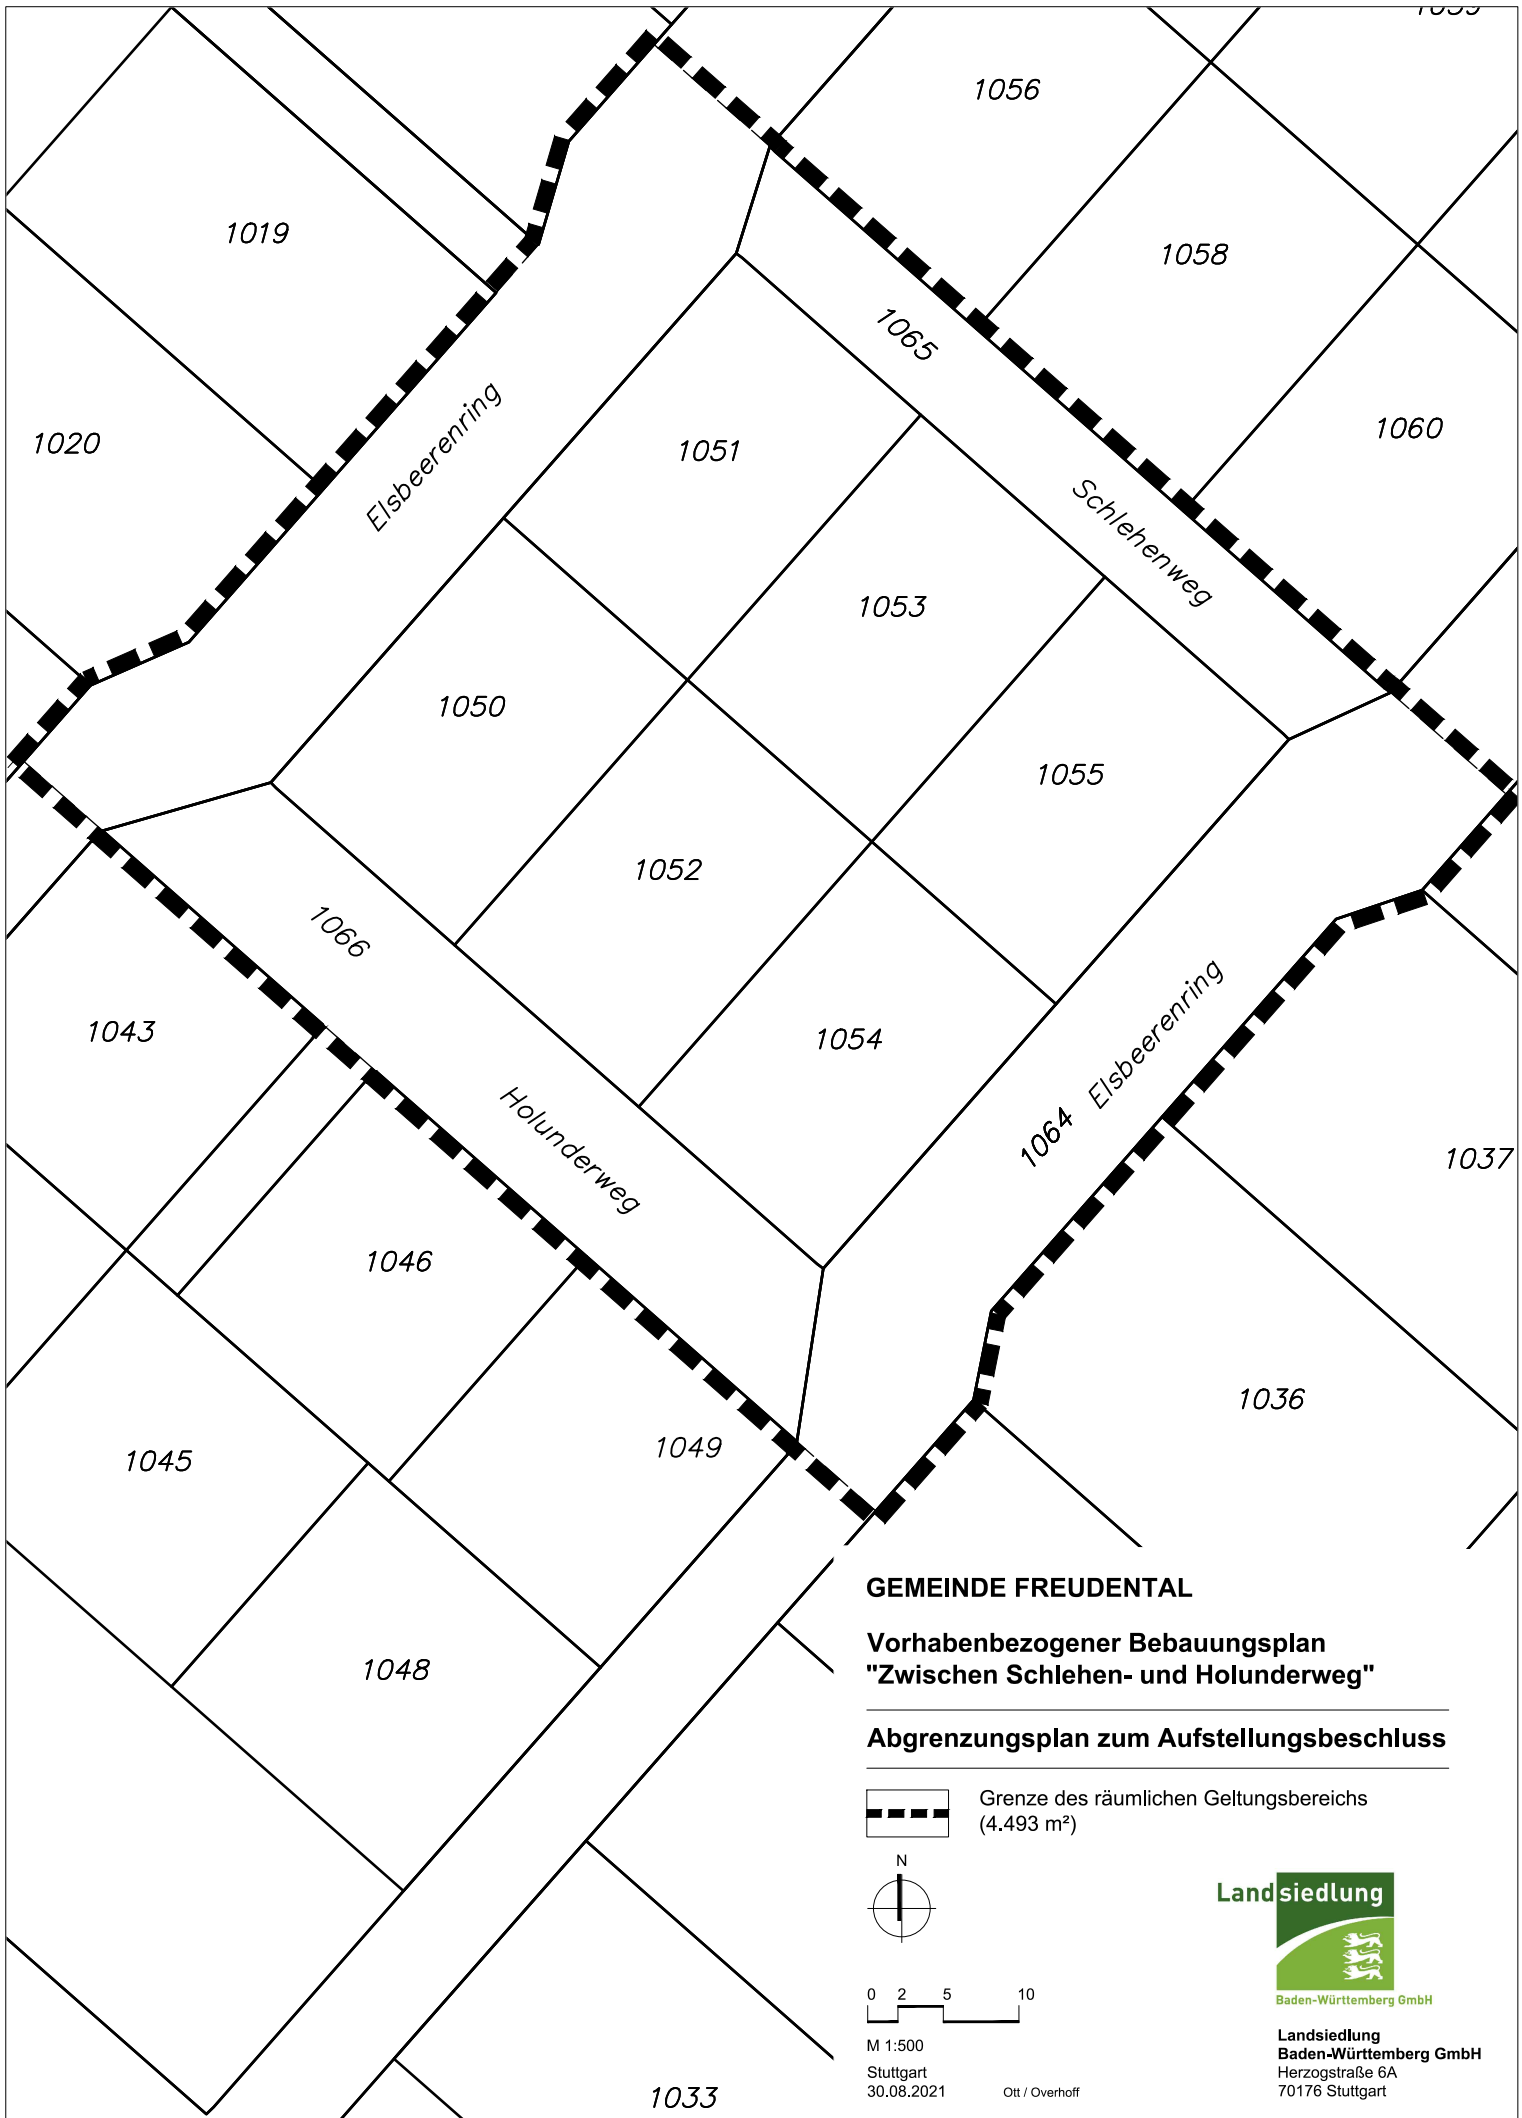 1056
1019
1058
1065
1020
1051
1060
Elsbeerenring
Schlehenweg
1053
1050
1055
1052
1066
1043
1054
Elsbeerenring
1064
Holunderweg
1037
1046
1036
1049
1045
1048
1033
GEMEINDE FREUDENTAL
Vorhabenbezogener Bebauungsplan
"Zwischen Schlehen- und Holunderweg"
Abgrenzungsplan zum Aufstellungsbeschluss
Grenze des räumlichen Geltungsbereichs
(4.493 m²)
N
0 2 5 10
M 1:500
Stuttgart
30.08.2021 Ott / Overhoff
Landsiedlung
Baden-Württemberg GmbH
Landsiedlung
Baden-Württemberg GmbH
Herzogstraße 6A
70176 Stuttgart